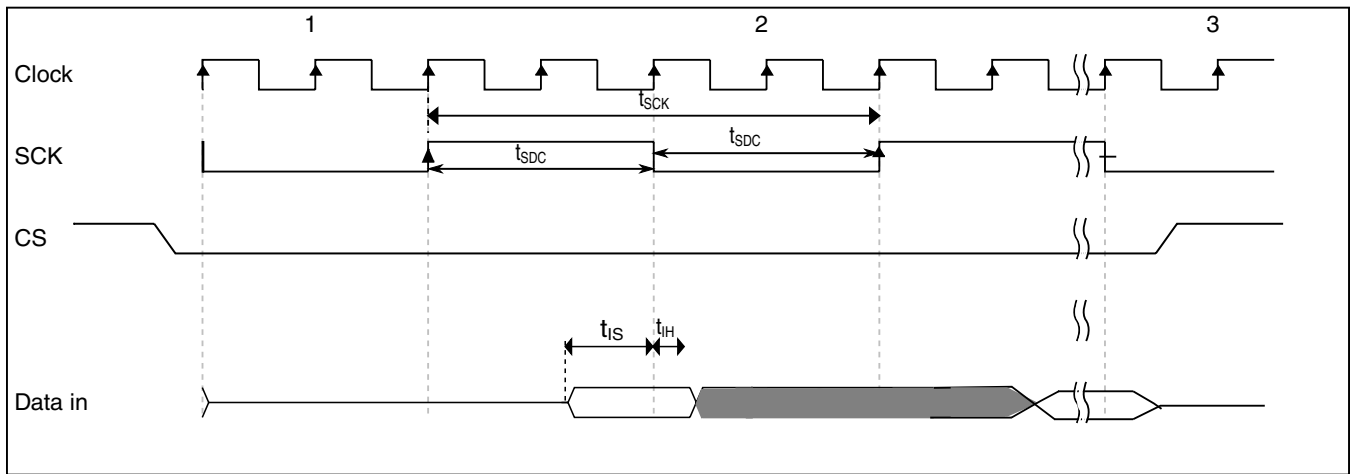 1 2 3
Clock
tSCK
SCK
tSDC tSDC
CS
tIS tIH
Data in